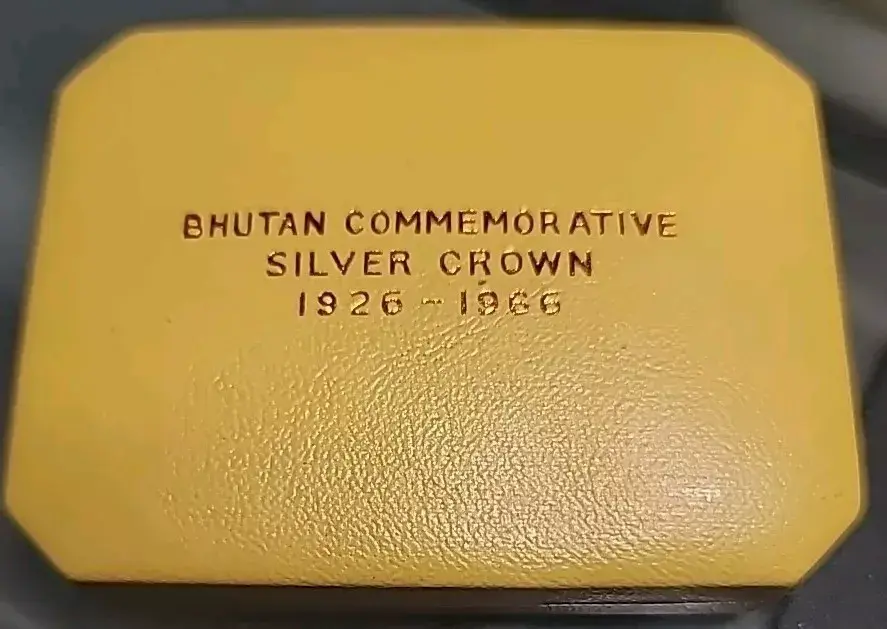 BHUTAN COMMEMORATIVE
SILVER CROWN
1926 - 1966